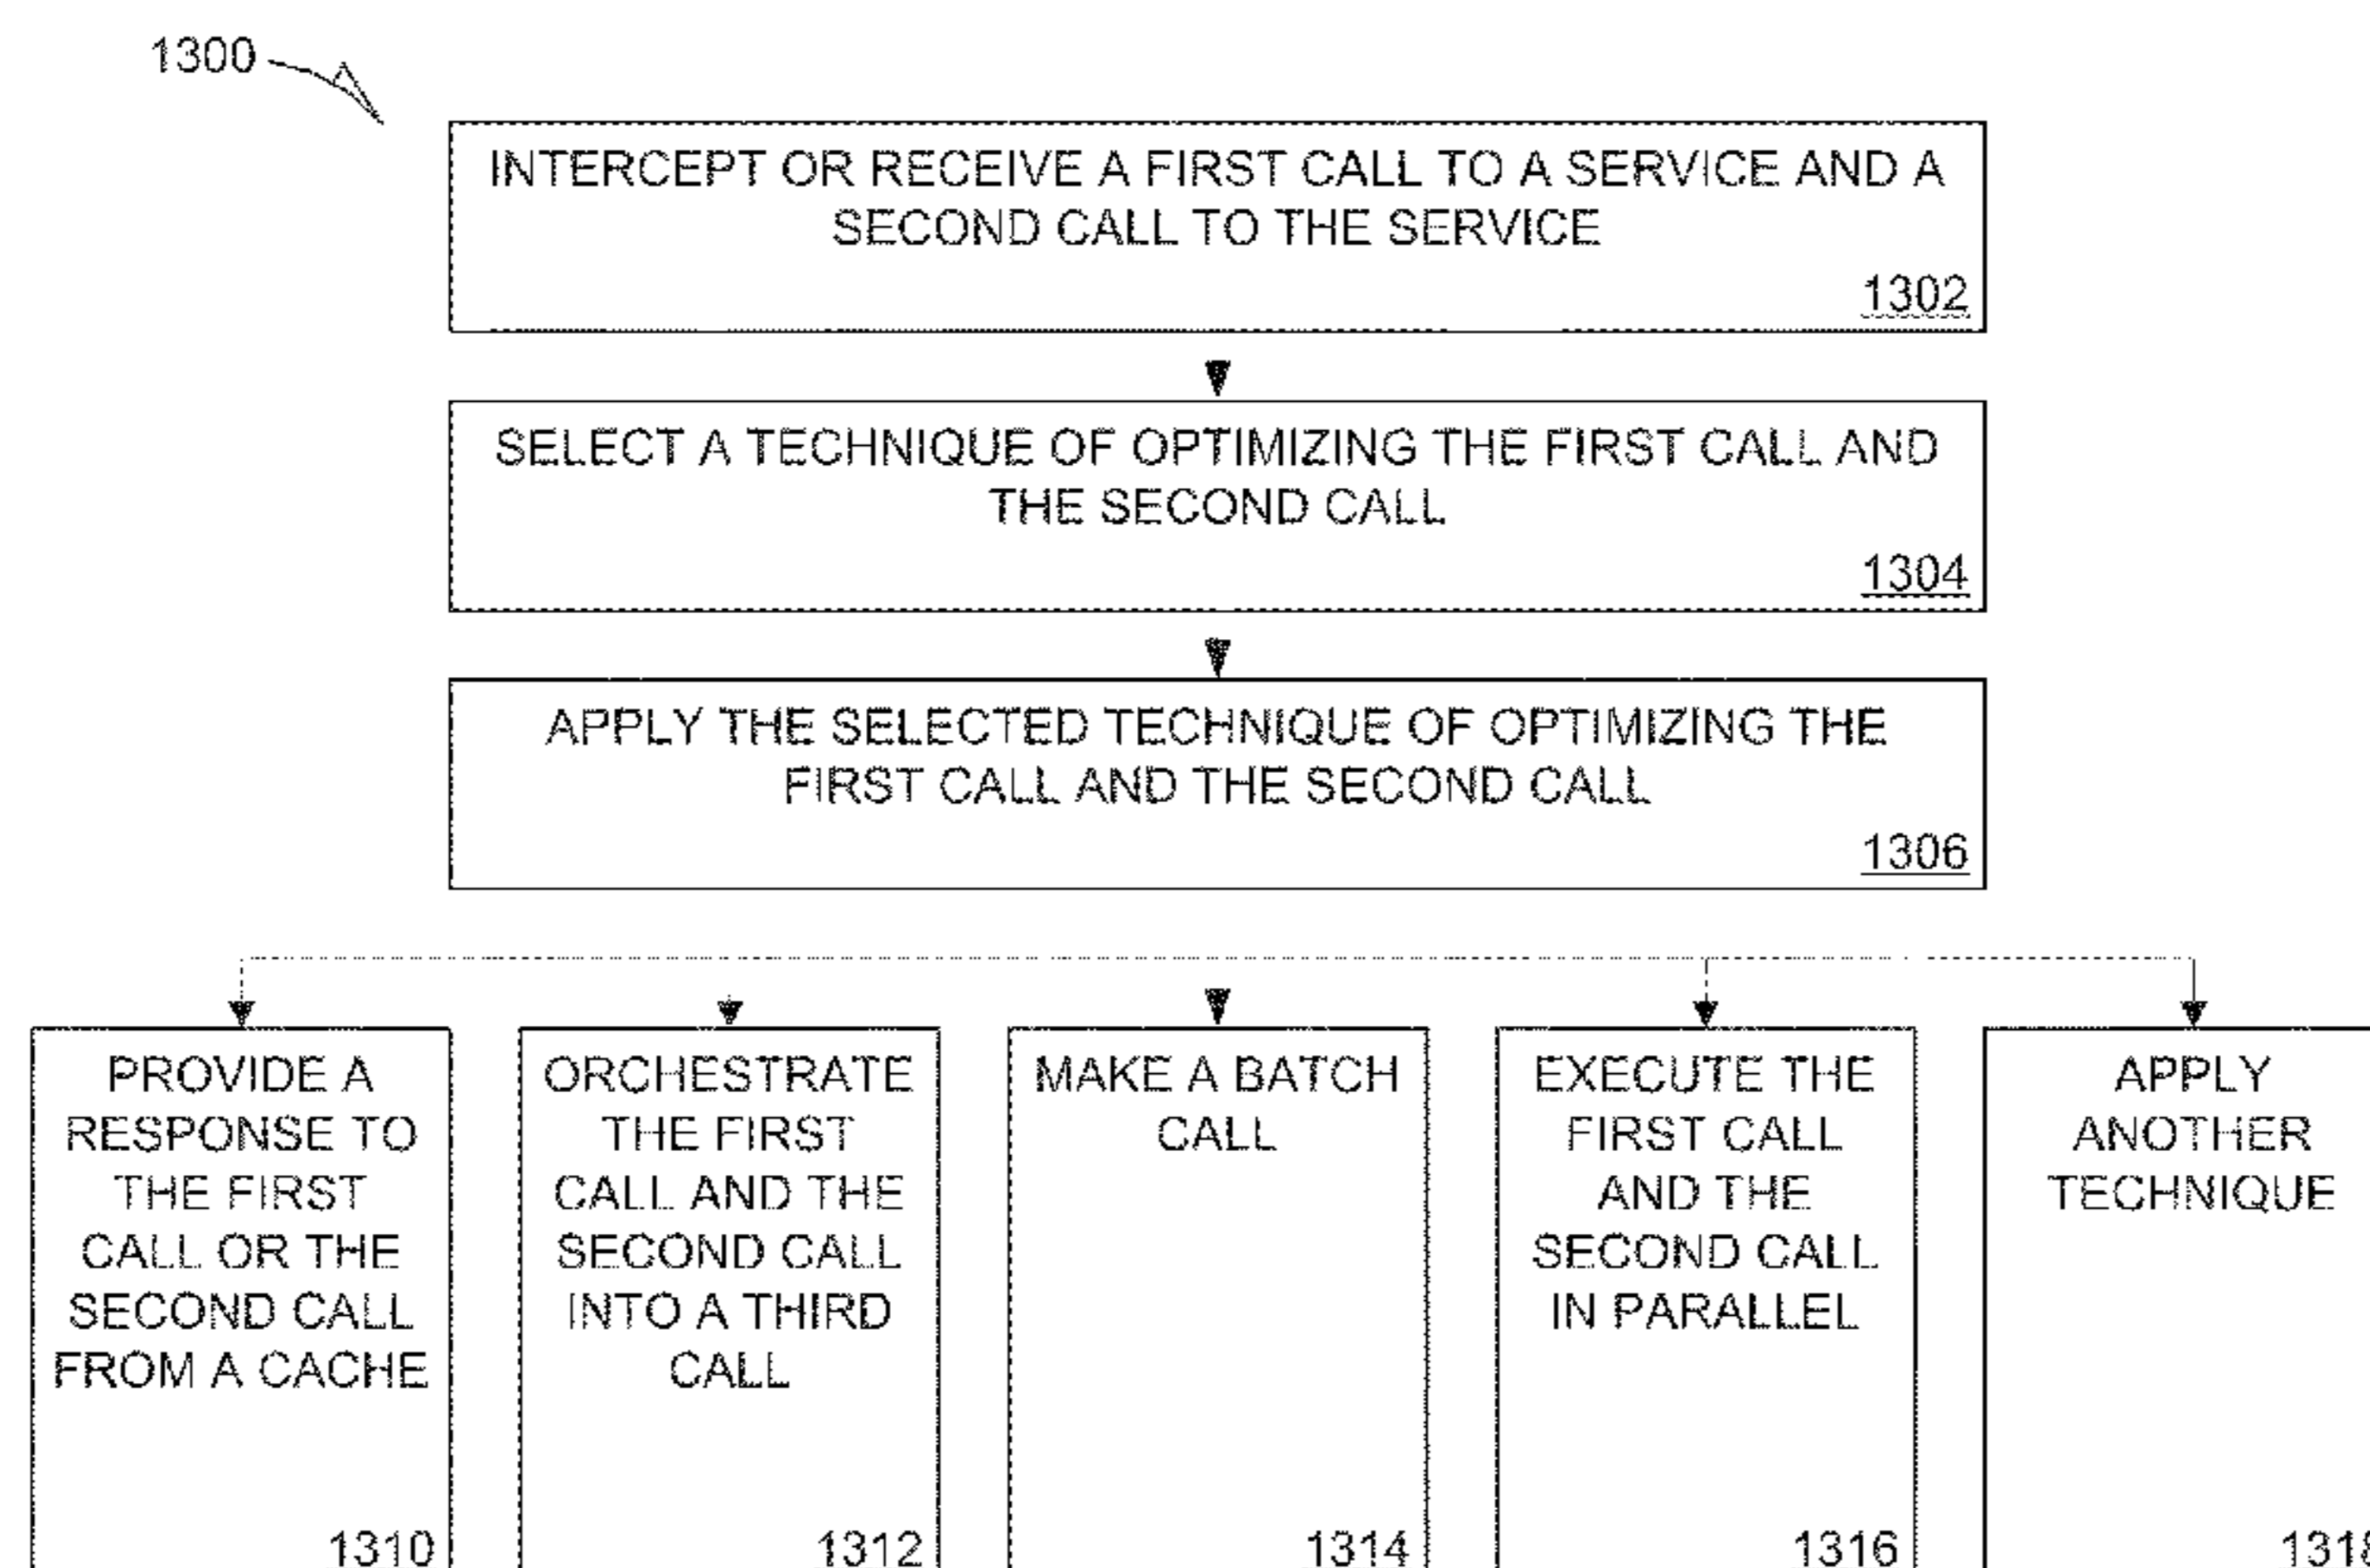 1300
INTERCEPT OR RECEIVE A FIRST CALL TO A SERVICE AND A
SECOND CALL TO THE SERVICE
1302
SELECT A TECHNIQUE OF OPTIMIZING THE FIRST CALL AND
THE SECOND CALL
1304
APPLY THE SELECTED TECHNIQUE OF OPTIMIZING THE
FIRST CALL AND THE SECOND CALL
1306
PROVIDE A
RESPONSE TO
THE FIRST
CALL OR THE
SECOND CALL
FROM A CACHE
1310
ORCHESTRATE
THE FIRST
CALL AND THE
SECOND CALL
INTO A THIRD
CALL
1312
MAKE A BATCH
CALL
1314
EXECUTE THE
FIRST CALL
AND THE
SECOND CALL
IN PARALLEL
1316
APPLY
ANOTHER
TECHNIQUE
1318